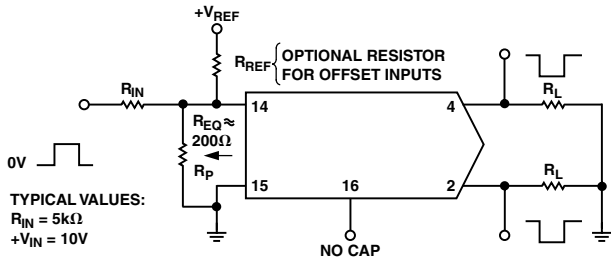 +VREF
RREF
OPTIONAL RESISTOR
FOR OFFSET INPUTS
RIN
RL
14
4
REQ ≈
200Ω
0V
RP
RL
15
16
2
TYPICAL VALUES:
RIN = 5kΩ
+VIN = 10V
NO CAP